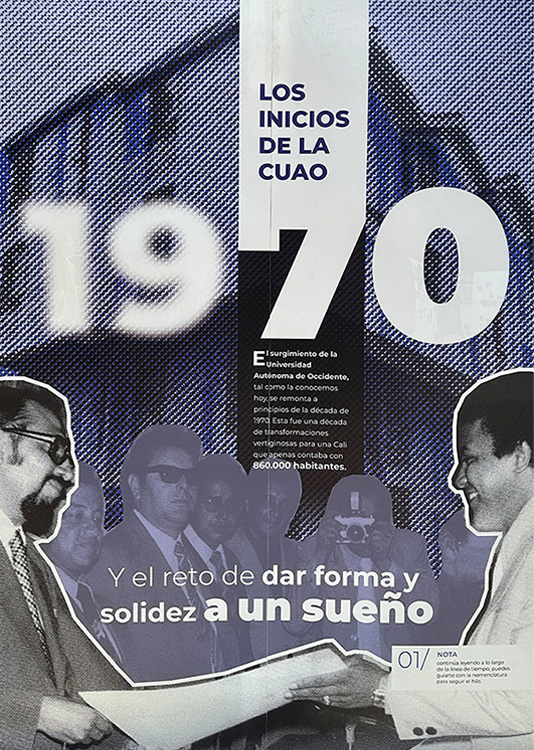 LOS
INICIOS
DE LA
CUAO
1970
El surgimiento de la
Universidad
Autónoma de Occidente,
tal como la conocemos
hoy, se remonta a
principios de la década de
1970. Esta fue una década
de transformaciones
vertiginosas para una Cali
que apenas contaba con
860.000 habitantes.
Y el reto de dar forma y
solidez a un sueño
01/ NOTA
continúa leyendo a lo largo
de la línea de tiempo, puedes
guiarte con la nomenclatura
para seguir el hilo.